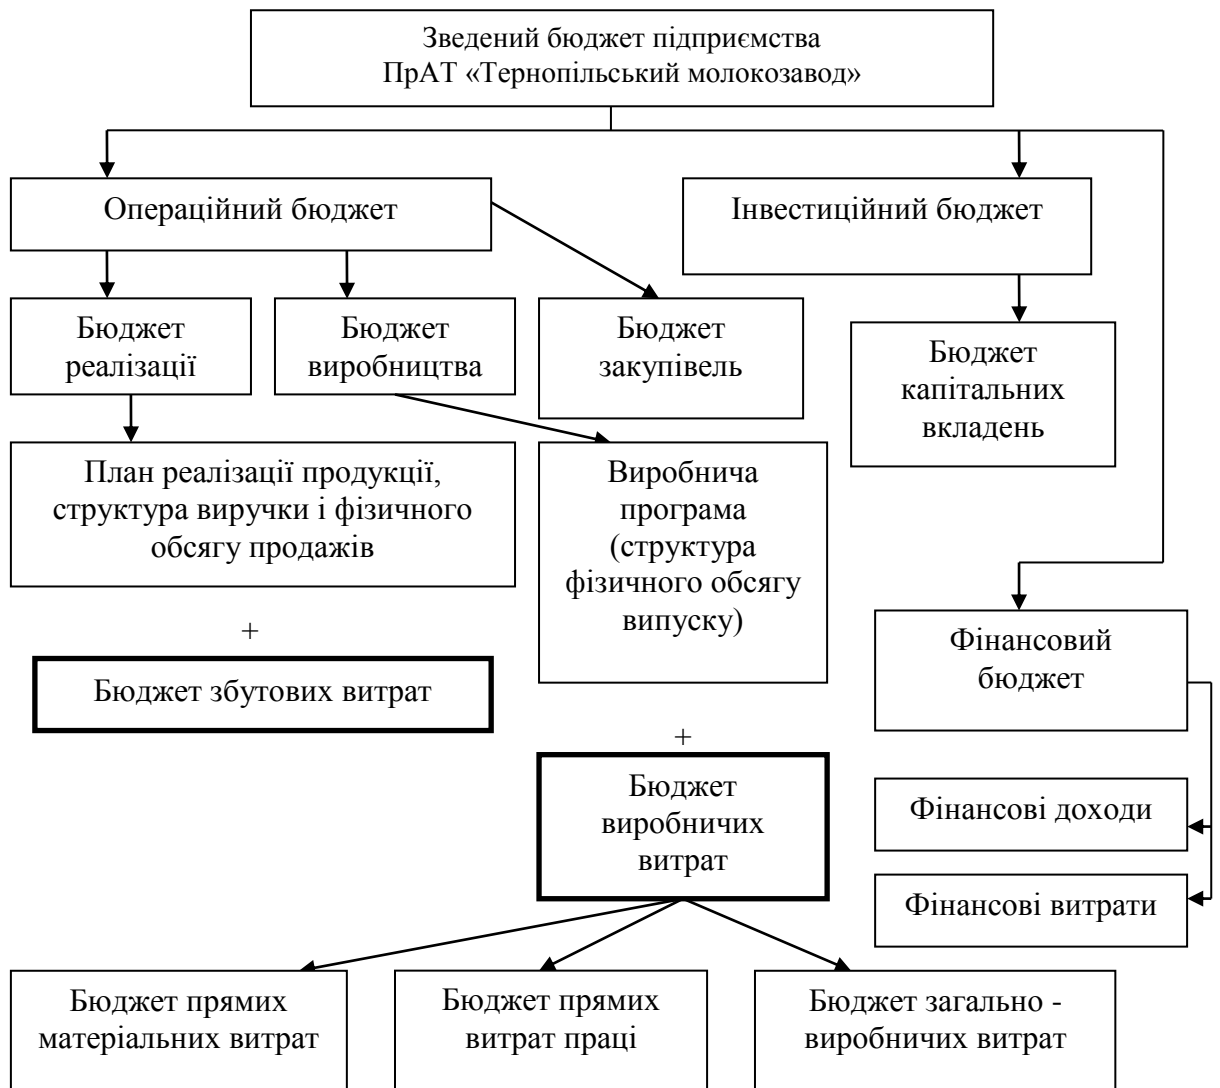 Зведений бюджет підприємства
ПрАТ «Тернопільський молокозавод»
Операційний бюджет
Інвестиційний бюджет
Бюджет
реалізації
Бюджет
виробництва
Бюджет
закупівель
Бюджет
капітальних
вкладень
План реалізації продукції,
структура виручки і фізичного
обсягу продажів
Виробнича
програма
(структура
фізичного обсягу
випуску)
+
Бюджет збутових витрат
Фінансовий
бюджет
+
Бюджет
виробничих
витрат
Фінансові доходи
Фінансові витрати
Бюджет прямих
матеріальних витрат
Бюджет прямих
витрат праці
Бюджет загально -
виробничих витрат